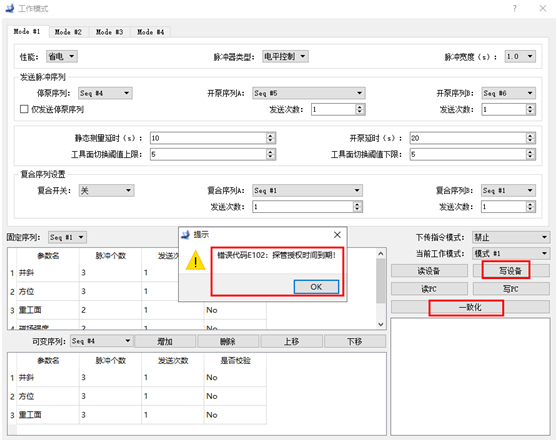 工作模式
Mode #1 Mode #2 Mode #3 Mode #4
性能: 省电 脉冲器类型: 电平控制 脉冲宽度(s): 1.0
发送脉冲序列
停泵序列: Seq #4 开泵序列A: Seq #5 开泵序列B: Seq #6
仅发送停泵序列 发送次数: 1 发送次数: 1
静态测量延时(s): 10 开泵延时(s): 20
工具面切换阈值上限: 5 工具面切换阈值下限: 5
复合序列设置
复合开关: 关 复合序列A: Seq #1 复合序列B: Seq #1
发送次数: 1 发送次数: 1
固定序列: Seq #1
参数名 脉冲个数 发送次数
1 井斜 3 1
2 方位 3 1
3 重工面 2 1 No
磁场强度 2 1 No
提示
错误代码E102: 探管授权时间到期!
OK
下传指令模式: 禁止
当前工作模式: 模式 #1
读设备 写设备
读PC 写PC
一致化
可变序列: Seq #4 增加 删除 上移 下移
参数名 脉冲个数 发送次数 是否校验
1 井斜 3 1 No
2 方位 3 1 No
3 重工面 3 1 No